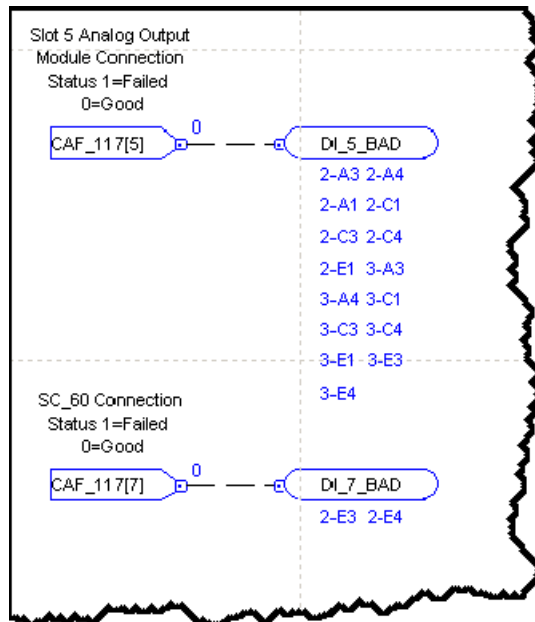 Slot 5 Analog Output
Module Connection
Status 1=Failed
0=Good
CAF_117[5]
0
DI_5_BAD
2-A3 2-A4
2-A1 2-C1
2-C3 2-C4
2-E1 3-A3
3-A4 3-C1
3-C3 3-C4
3-E1 3-E3
3-E4
SC_60 Connection
Status 1=Failed
0=Good
CAF_117[7]
0
DI_7_BAD
2-E3 2-E4